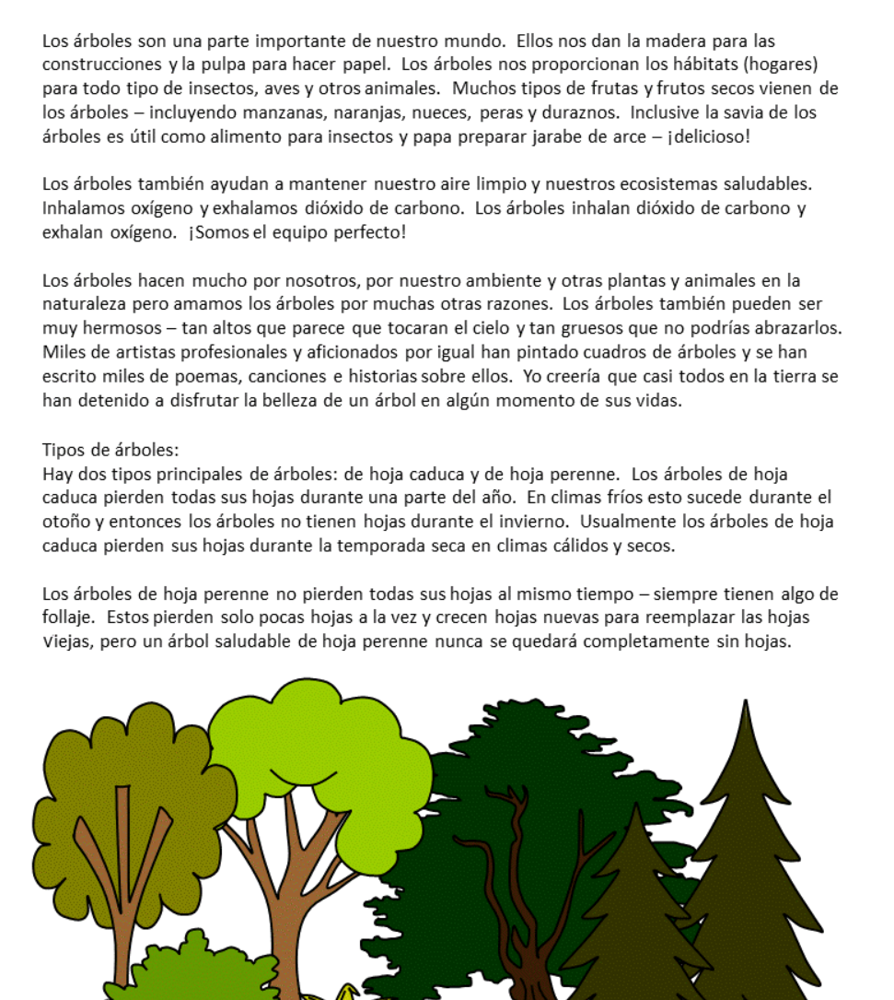 Los árboles son una parte importante de nuestro mundo. Ellos nos dan la madera para las
construcciones y la pulpa para hacer papel. Los árboles nos proporcionan los hábitats (hogares)
para todo tipo de insectos, aves y otros animales. Muchos tipos de frutas y frutos secos vienen de
los árboles – incluyendo manzanas, naranjas, nueces, peras y duraznos. Inclusive la savia de los
árboles es útil como alimento para insectos y papa preparar jarabe de arce – ¡delicioso!

Los árboles también ayudan a mantener nuestro aire limpio y nuestros ecosistemas saludables.
Inhalamos oxígeno y exhalamos dióxido de carbono. Los árboles inhalan dióxido de carbono y
exhalan oxígeno. ¡Somos el equipo perfecto!

Los árboles hacen mucho por nosotros, por nuestro ambiente y otras plantas y animales en la
naturaleza pero amamos los árboles por muchas otras razones. Los árboles también pueden ser
muy hermosos – tan altos que parece que tocaran el cielo y tan gruesos que no podrías abrazarlos.
Miles de artistas profesionales y aficionados por igual han pintado cuadros de árboles y se han
escrito miles de poemas, canciones e historias sobre ellos. Yo creería que casi todos en la tierra se
han detenido a disfrutar la belleza de un árbol en algún momento de sus vidas.

Tipos de árboles:
Hay dos tipos principales de árboles: de hoja caduca y de hoja perenne. Los árboles de hoja
caduca pierden todas sus hojas durante una parte del año. En climas fríos esto sucede durante el
otoño y entonces los árboles no tienen hojas durante el invierno. Usualmente los árboles de hoja
caduca pierden sus hojas durante la temporada seca en climas cálidos y secos.

Los árboles de hoja perenne no pierden todas sus hojas al mismo tiempo – siempre tienen algo de
follaje. Estos pierden solo pocas hojas a la vez y crecen hojas nuevas para reemplazar las hojas
Viejas, pero un árbol saludable de hoja perenne nunca se quedará completamente sin hojas.